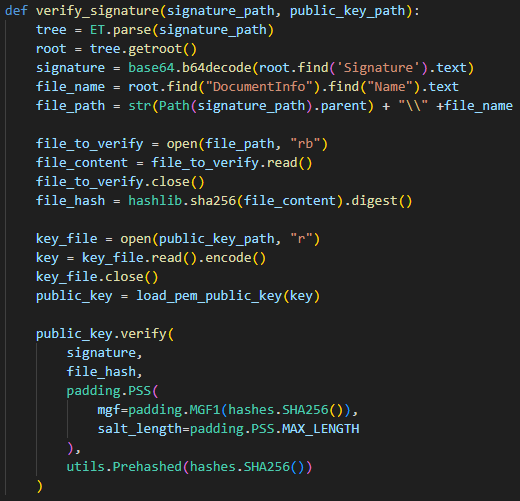 def verify_signature(signature_path, public_key_path):
    tree = ET.parse(signature_path)
    root = tree.getroot()
    signature = base64.b64decode(root.find('Signature').text)
    file_name = root.find("DocumentInfo").find("Name").text
    file_path = str(Path(signature_path).parent) + "\\" +file_name

    file_to_verify = open(file_path, "rb")
    file_content = file_to_verify.read()
    file_to_verify.close()
    file_hash = hashlib.sha256(file_content).digest()

    key_file = open(public_key_path, "r")
    key = key_file.read().encode()
    key_file.close()
    public_key = load_pem_public_key(key)

    public_key.verify(
        signature,
        file_hash,
        padding.PSS(
            mgf=padding.MGF1(hashes.SHA256()),
            salt_length=padding.PSS.MAX_LENGTH
        ),
        utils.Prehashed(hashes.SHA256())
    )